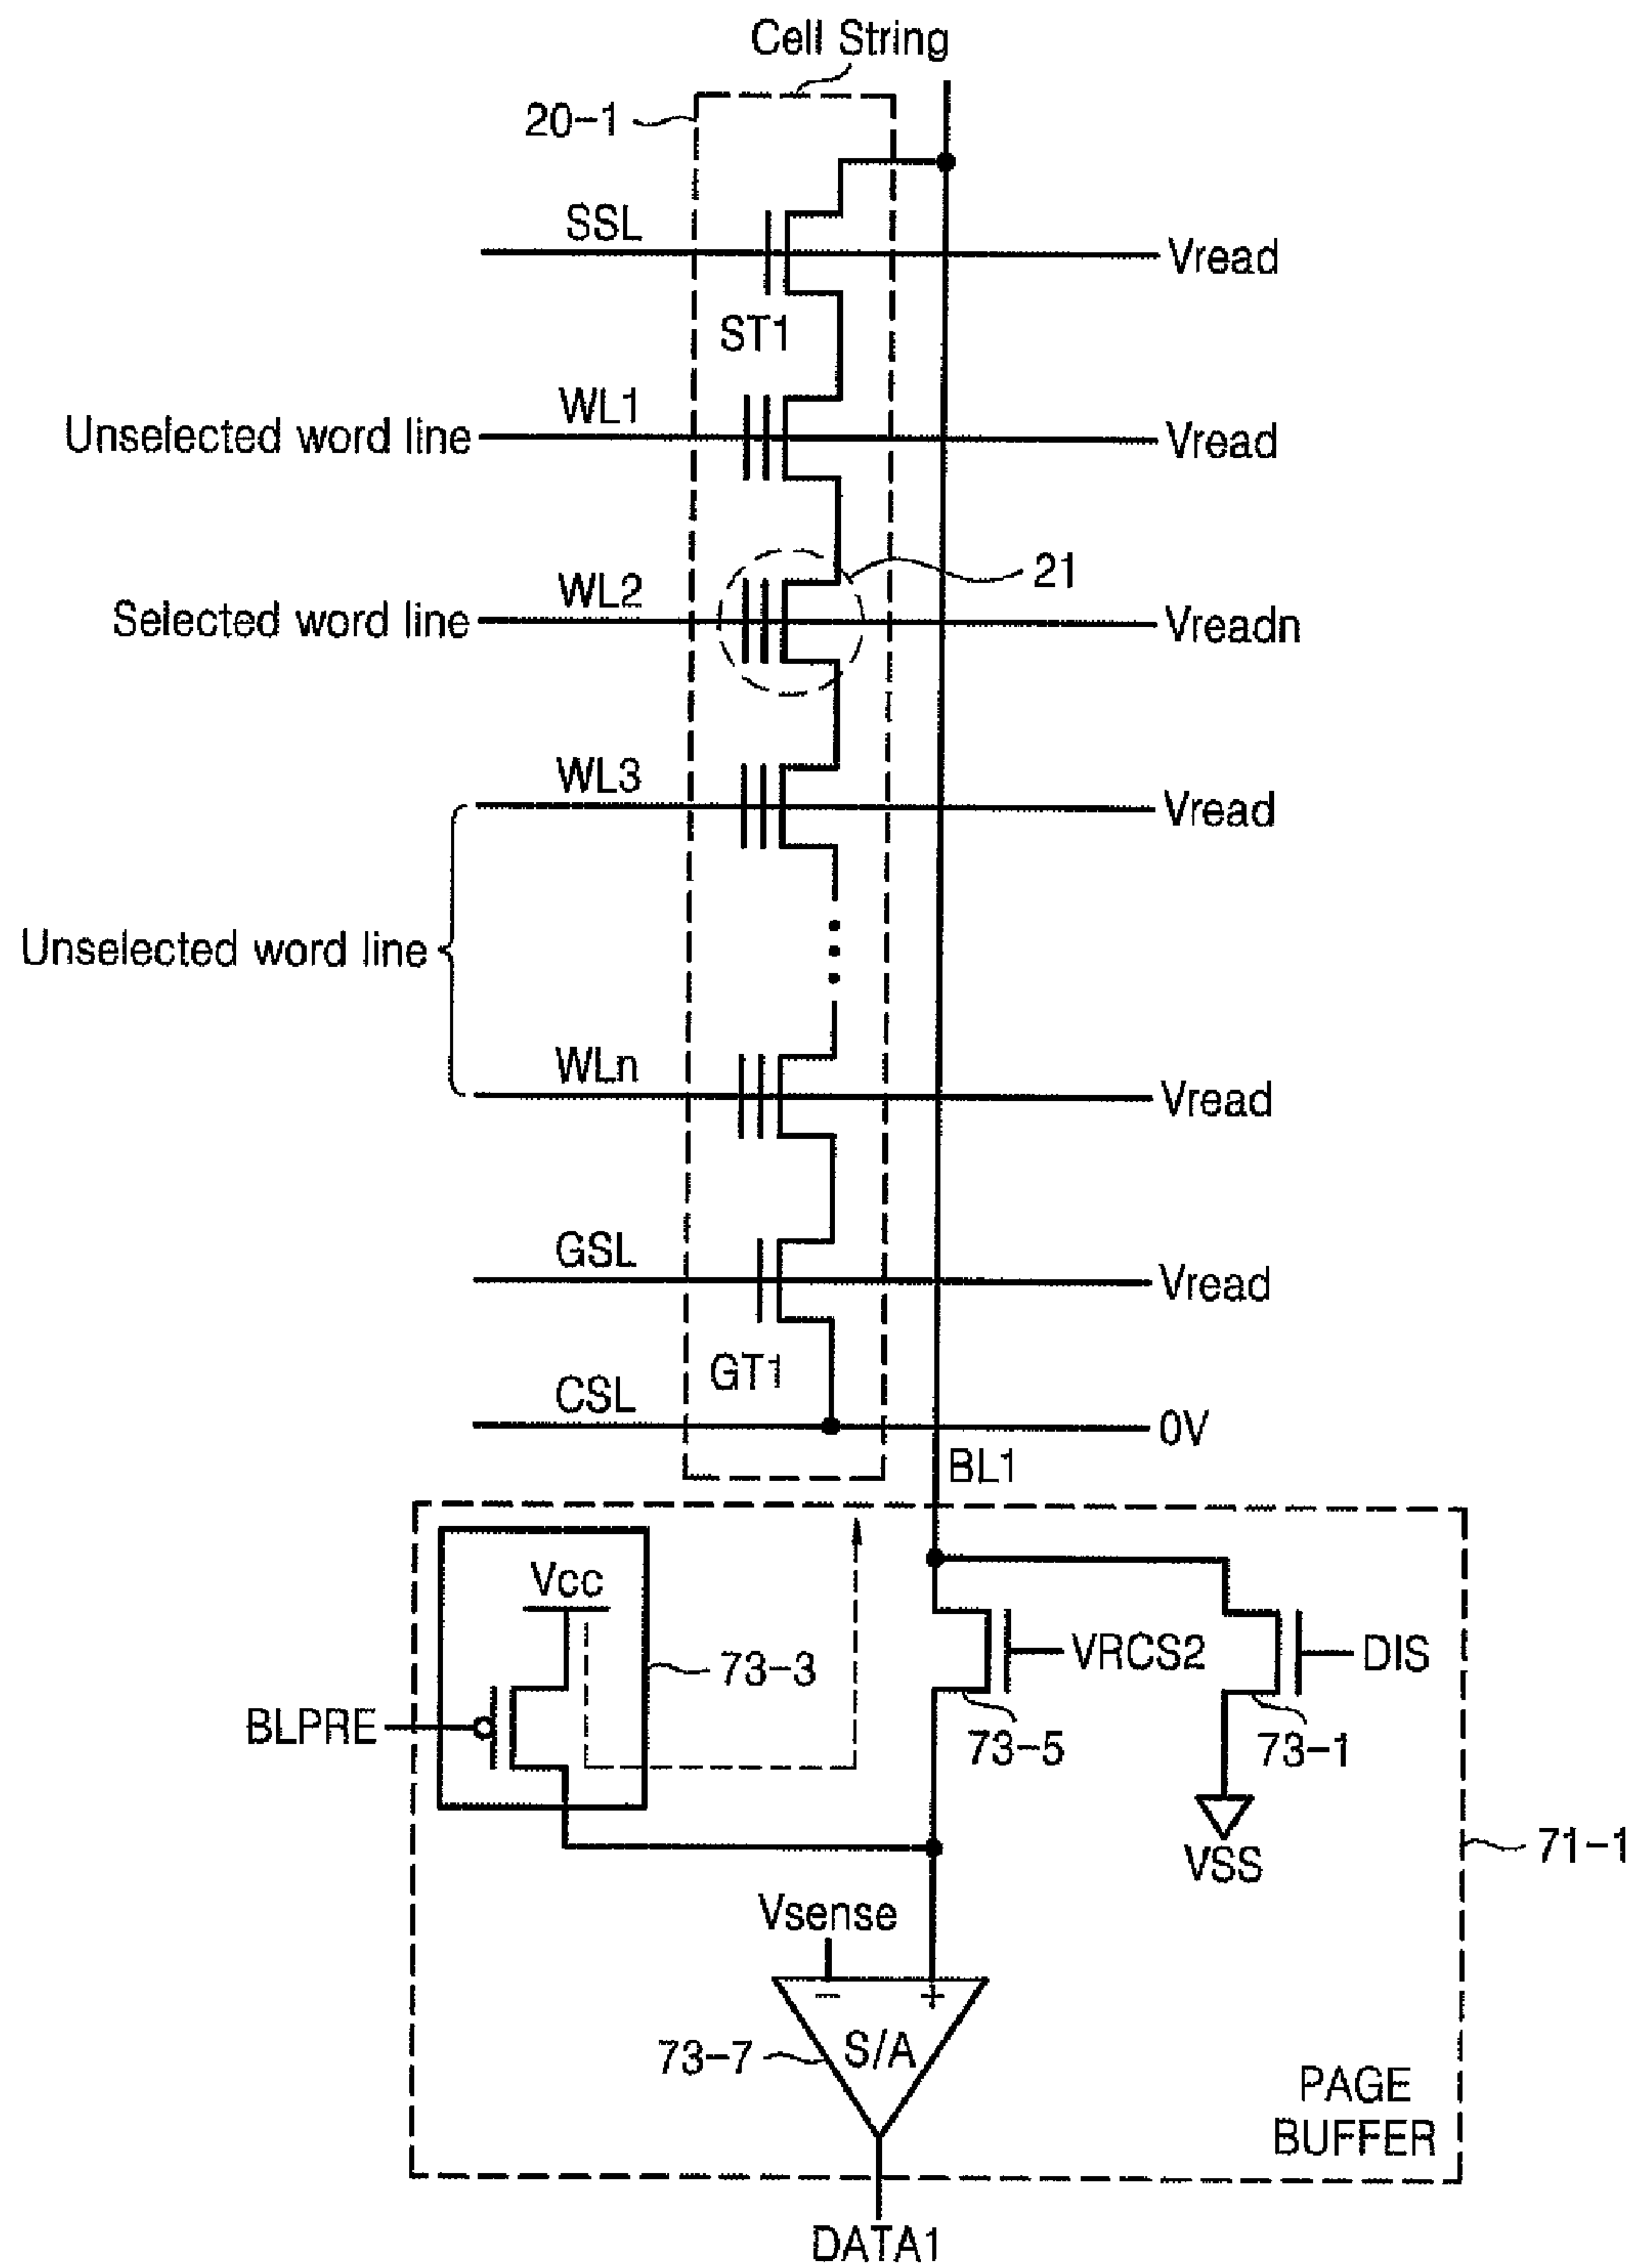 Cell String
20-1
SSL
Vread
ST1
WL1
Unselected word line
Vread
21
WL2
Selected word line
Vreadn
WL3
Vread
Unselected word line
WLn
Vread
GSL
Vread
GT1
CSL
0V
BL1
Vcc
73-3
VRCS2
DIS
BLPRE
73-5
73-1
VSS
71-1
Vsense
- +
S/A
73-7
PAGE
BUFFER
DATA1